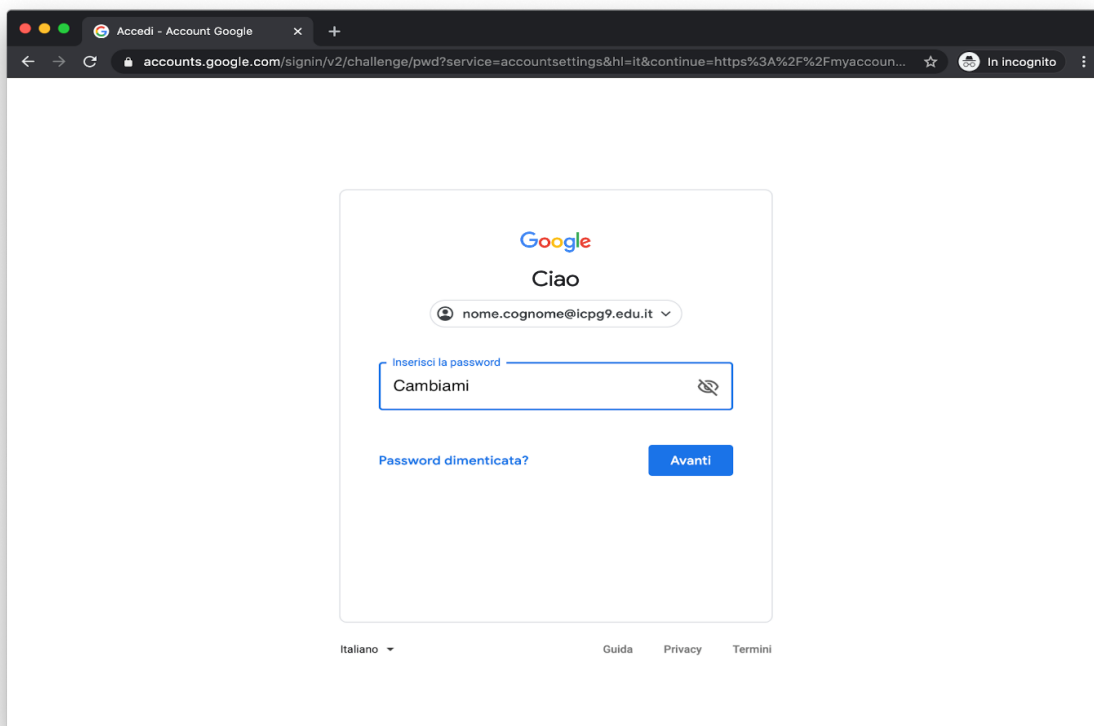 Accedi - Account Google
accounts.google.com/signin/v2/challenge/pwd?service=accountsettings&hl=it&continue=https%3A%2F%2Fmyaccoun... In incognito
Google
Ciao
nome.cognome@icpg9.edu.it
Inserisci la password
Cambiami
Password dimenticata? Avanti
Italiano Guida Privacy Termini